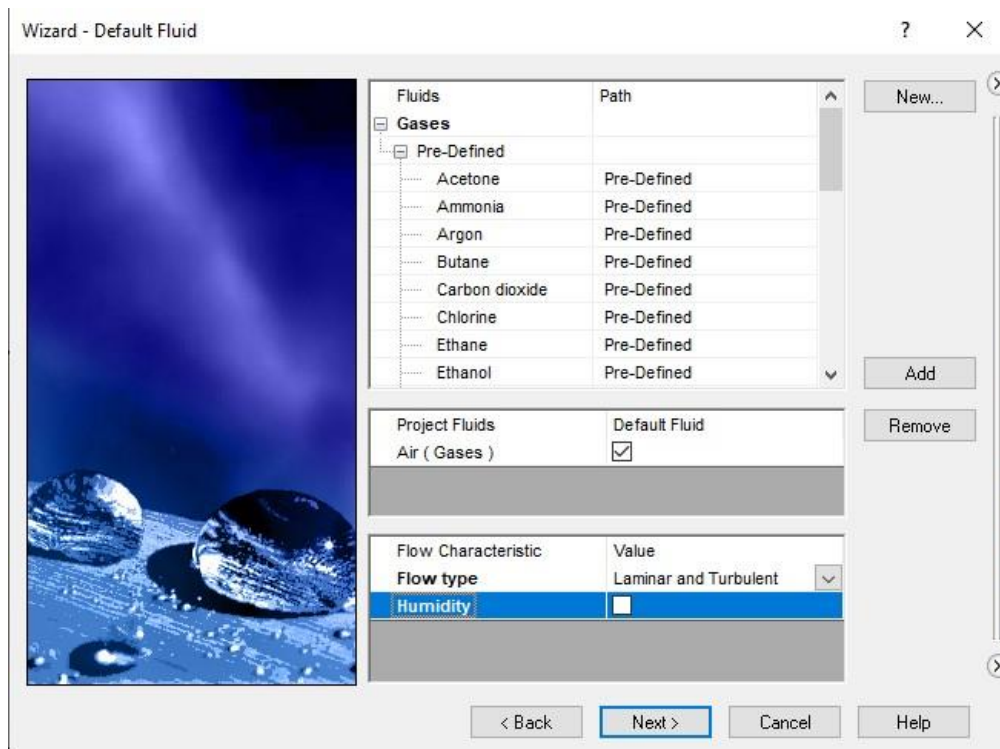 Wizard - Default Fluid ?
Fluids Path New...
Gases
Pre-Defined
Acetone Pre-Defined
Ammonia Pre-Defined
Argon Pre-Defined
Butane Pre-Defined
Carbon dioxide Pre-Defined
Chlorine Pre-Defined
Ethane Pre-Defined
Ethanol Pre-Defined Add
Project Fluids Default Fluid Remove
Air ( Gases )
Flow Characteristic Value
Flow type Laminar and Turbulent
Humidity
< Back Next > Cancel Help